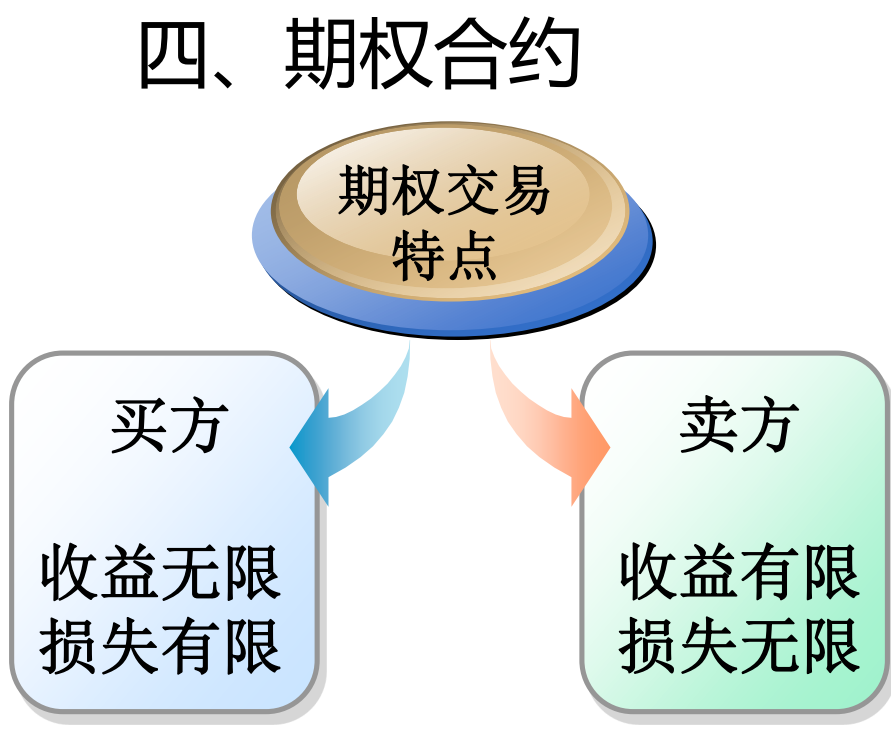 四、期权合约
期权交易
特点
买方
收益无限
损失有限
卖方
收益有限
损失无限